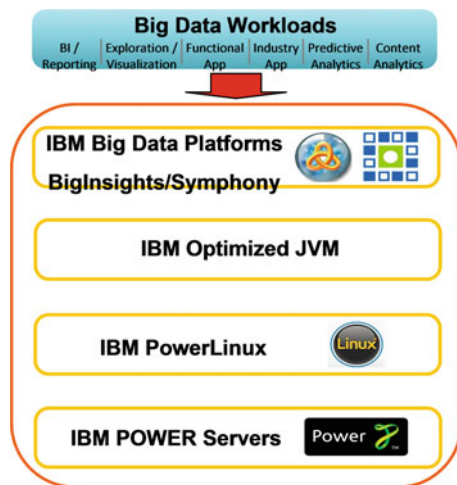 Big Data Workloads
BI / Reporting
Exploration / Visualization
Functional App
Industry App
Predictive Analytics
Content Analytics
IBM Big Data Platforms
BigInsights/Symphony
IBM Optimized JVM
IBM PowerLinux
Linux
IBM POWER Servers
Power
TM